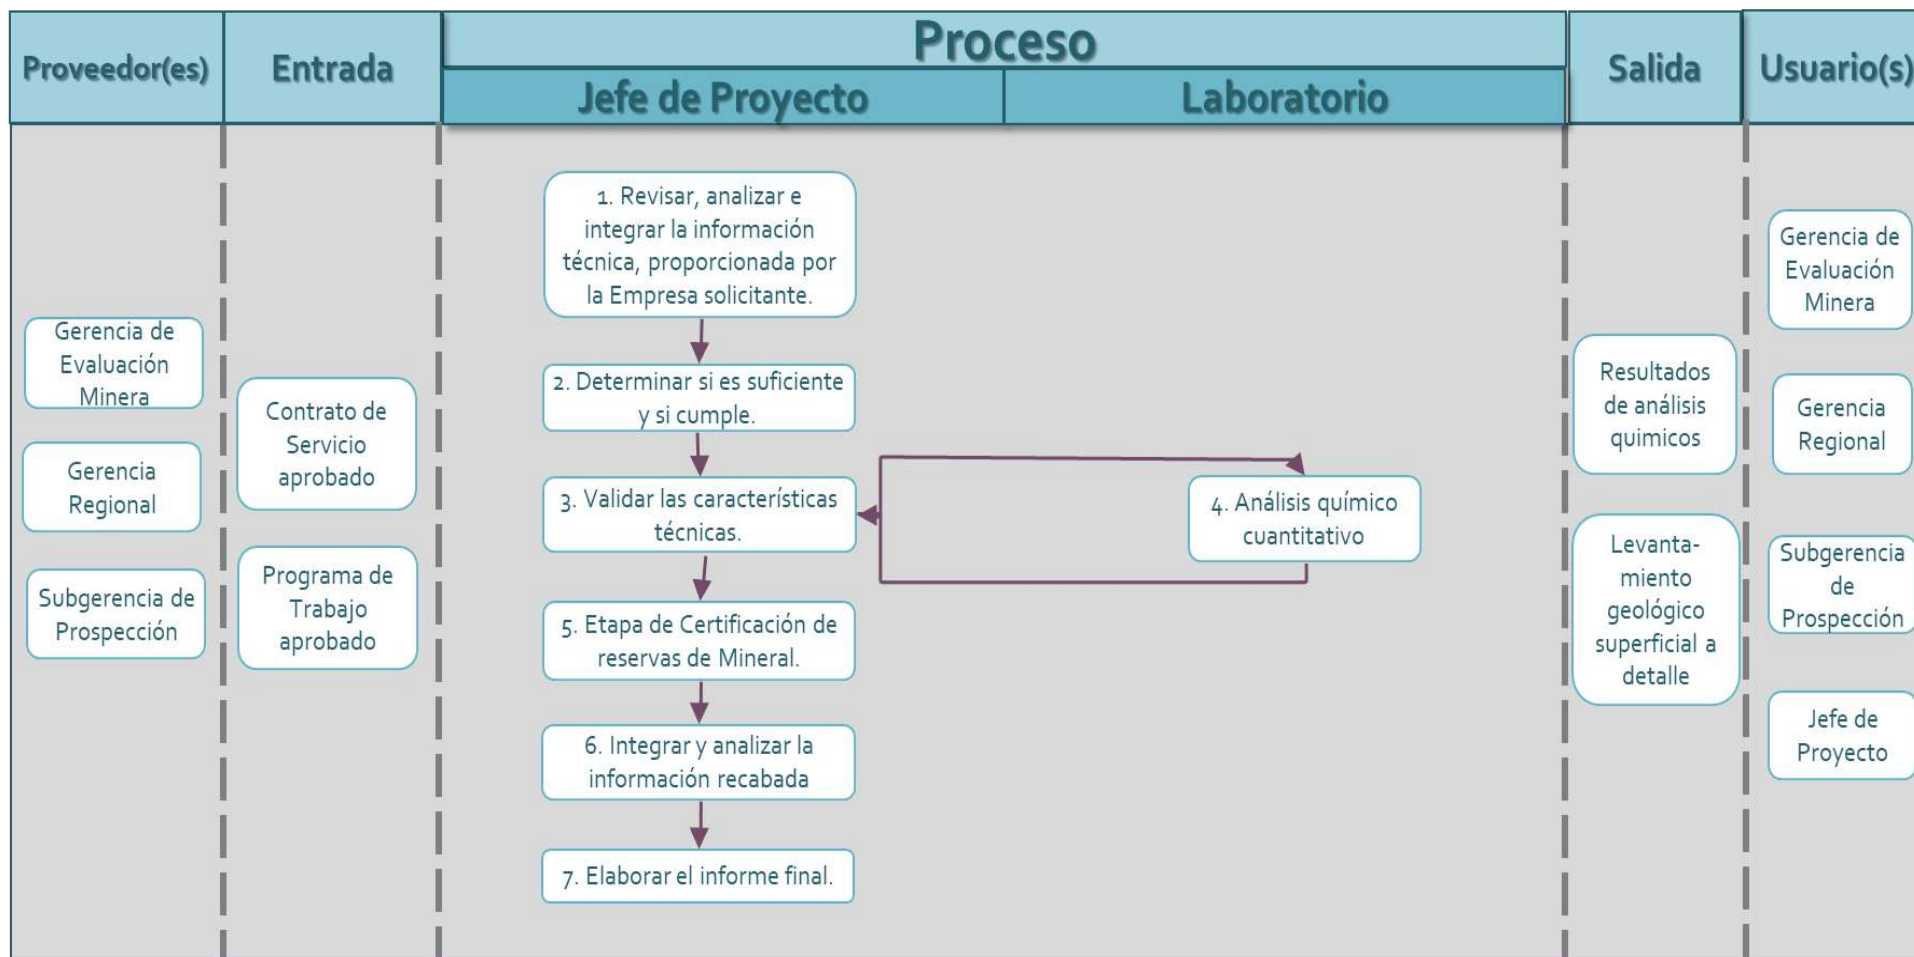 Proveedor(es)
Entrada
Proceso
Jefe de Proyecto
Laboratorio
Salida
Usuario(s)
Gerencia de
Evaluación
Minera
Gerencia
Regional
Subgerencia de
Prospección
Contrato de
Servicio
aprobado
Programa de
Trabajo
aprobado
1. Revisar, analizar e
integrar la información
técnica, proporcionada por
la Empresa solicitante.
2. Determinar si es suficiente
y si cumple.
3. Validar las características
técnicas.
4. Análisis químico
cuantitativo
5. Etapa de Certificación de
reservas de Mineral.
6. Integrar y analizar la
información recabada
7. Elaborar el informe final.
Resultados
de análisis
quimicos
Levanta-
miento
geológico
superficial a
detalle
Gerencia de
Evaluación
Minera
Gerencia
Regional
Subgerencia
de
Prospección
Jefe de
Proyecto